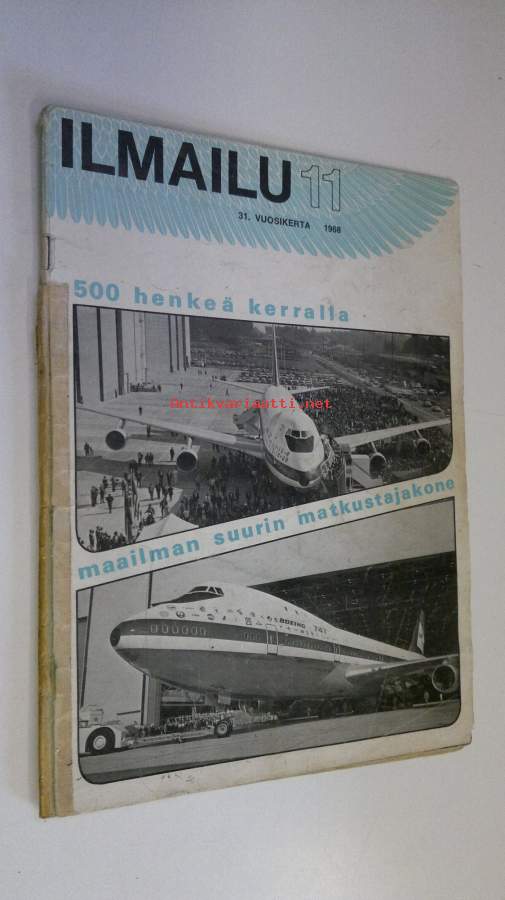 ILMAILU 11
31. VUOSIKERTA 1968
500 henkeä kerralla
Antikvariaatti.net
maailman suurin matkustajakone
BOEING 747